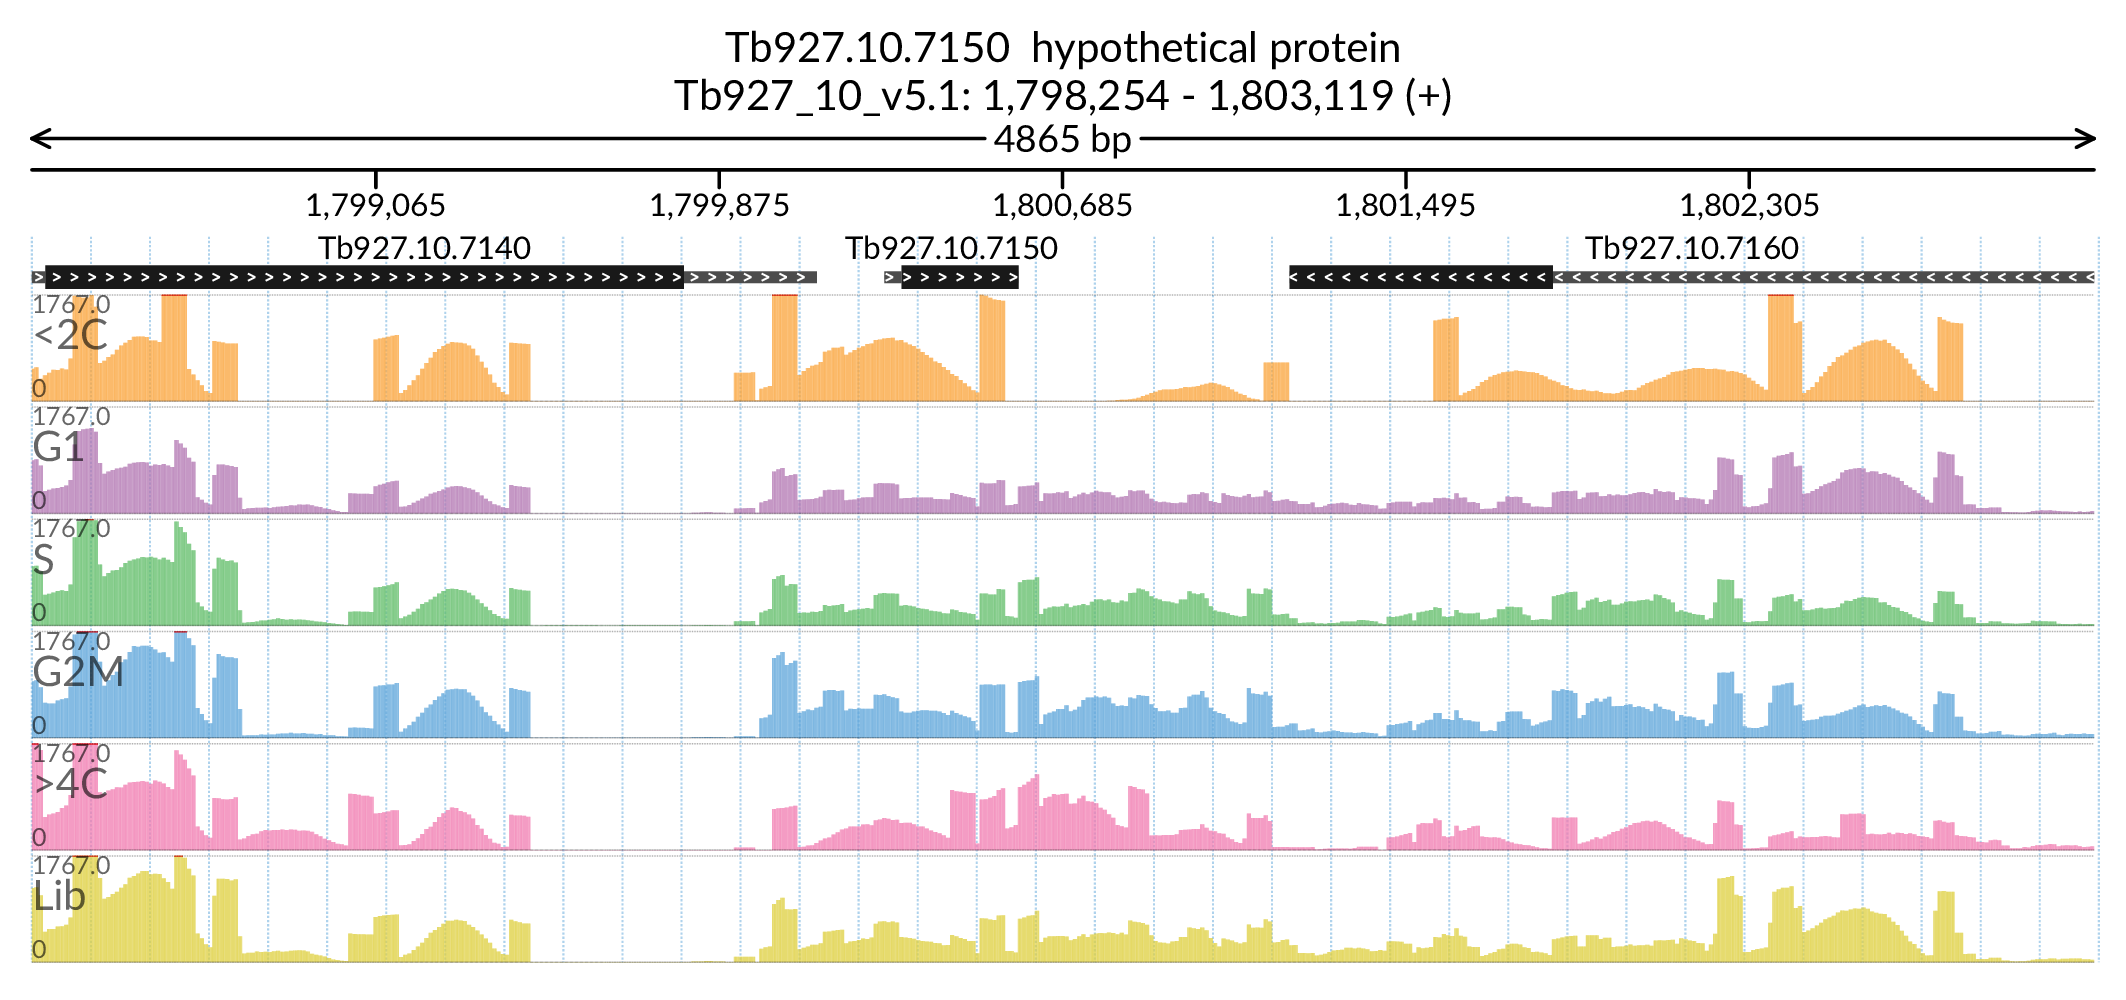 Tb927.10.7150  hypothetical protein
Tb927_10_v5.1: 1,798,254 - 1,803,119 (+)
4865 bp
1,799,065 1,799,875 1,800,685 1,801,495 1,802,305
Tb927.10.7140 Tb927.10.7150 Tb927.10.7160
1767.0
<2C
0
1767.0
G1
0
1767.0
S
0
1767.0
G2M
0
1767.0
>4C
0
1767.0
Lib
0